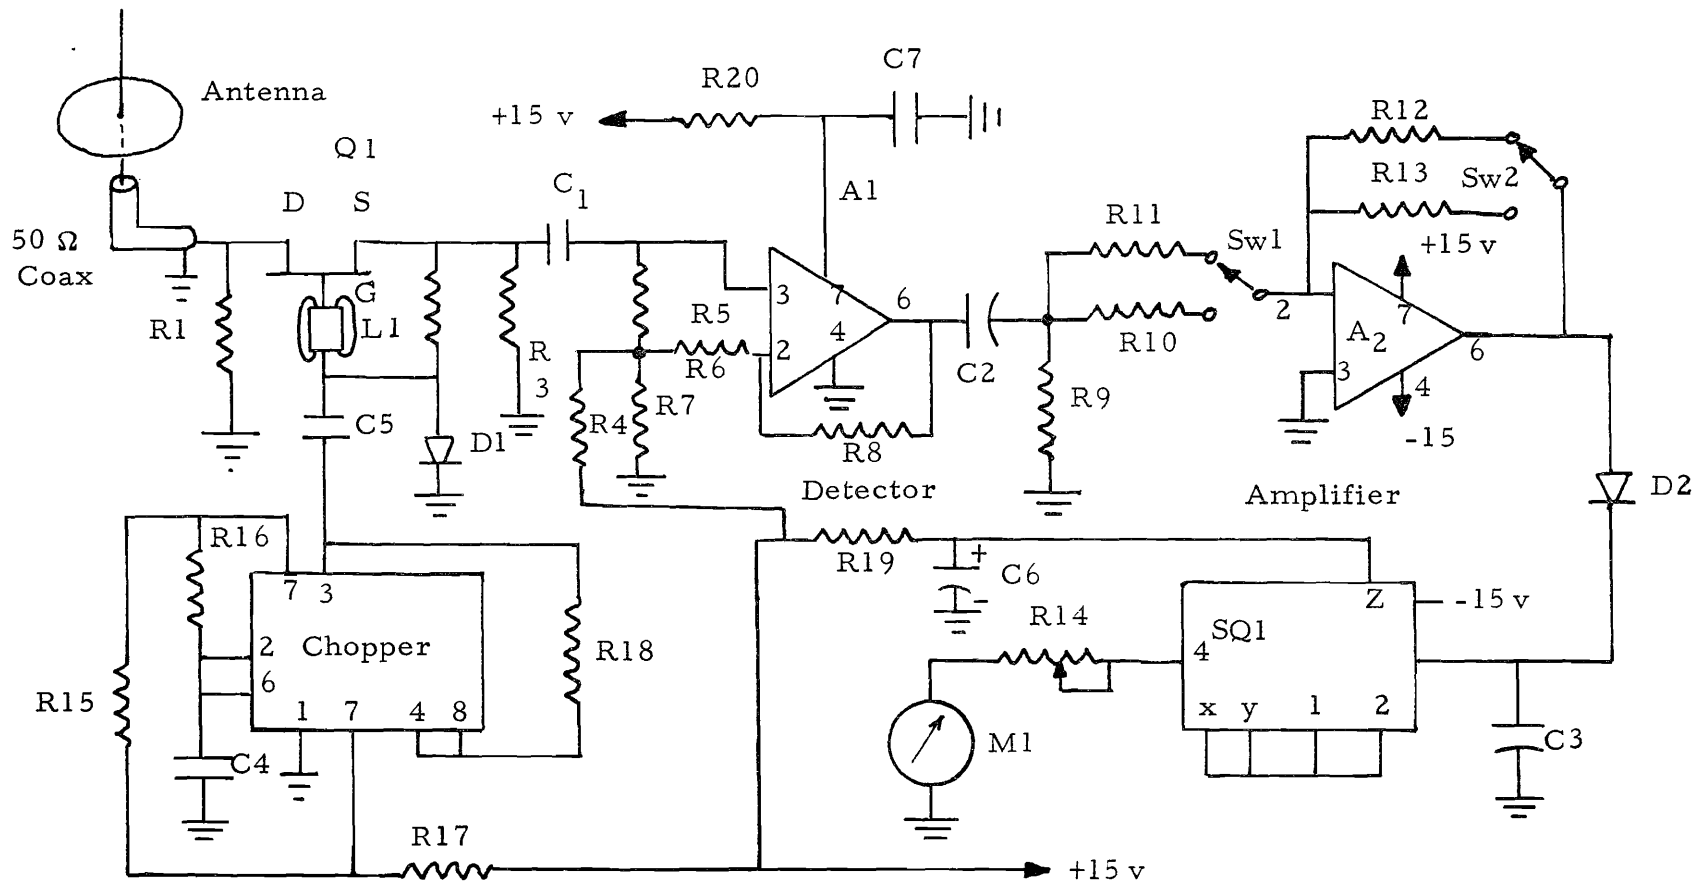 Antenna
50 Ω
Coax
Q1
D
S
G
L1
R1
C5
D1
R
3
C1
R20
+15 v
C7
A1
3
7
4
2
6
R5
R6
R4
R7
R8
Detector
C2
R11
R10
R9
Sw1
2
R12
R13
Sw2
+15 v
7
A2
3
4
6
-15
Amplifier
D2
R16
R15
7 3
Chopper
2
6
1 7 4 8
C4
R18
R17
+15 v
R19
+
C6
-
R14
M1
Z
-15 v
SQ1
4
x y 1 2
C3